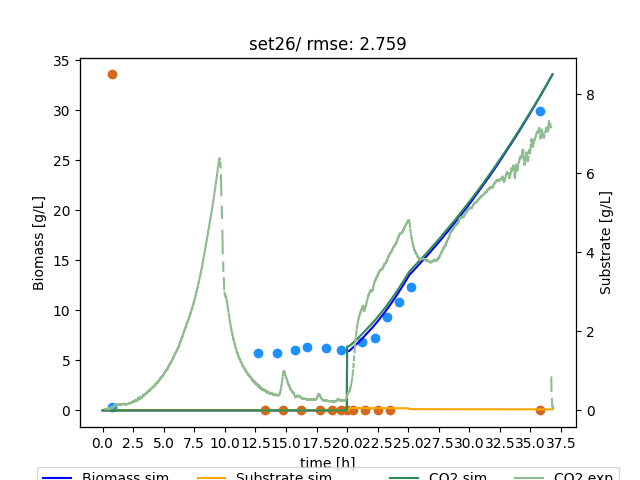 set26/ rmse: 2.759
35
30
25
20
15
10
5
0
Biomass [g/L]
8
6
4
2
0
Substrate [g/L]
0.0 2.5 5.0 7.5 10.0 12.5 15.0 17.5 20.0 22.5 25.0 27.5 30.0 32.5 35.0 37.5
time [h]
Biomass sim Substrate sim CO2 sim CO2 exp